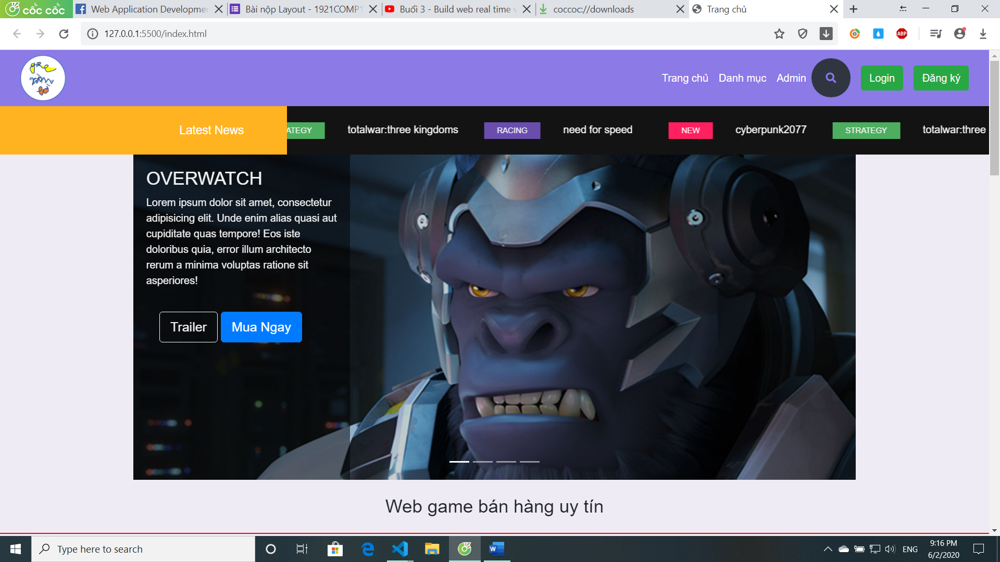 cốc cốc
Web Application Developmen
Bài nộp Layout - 1921COMP1
Buổi 3 - Build web real time v
coccoc://downloads
Trang chủ
127.0.0.1:5500/index.html
ABP
Trang chủ
Danh mục
Admin
Login
Đăng ký
Latest News
ATEGY
totalwar:three kingdoms
RACING
need for speed
NEW
cyberpunk2077
STRATEGY
totalwar:three
OVERWATCH
Lorem ipsum dolor sit amet, consectetur
adipisicing elit. Unde enim alias quasi aut
cupiditate quas tempore! Eos iste
doloribus quia, error illum architecto
rerum a minima voluptas ratione sit
asperiores!
Trailer
Mua Ngay
Web game bán hàng uy tín
Type here to search
ENG
9:16 PM
6/2/2020